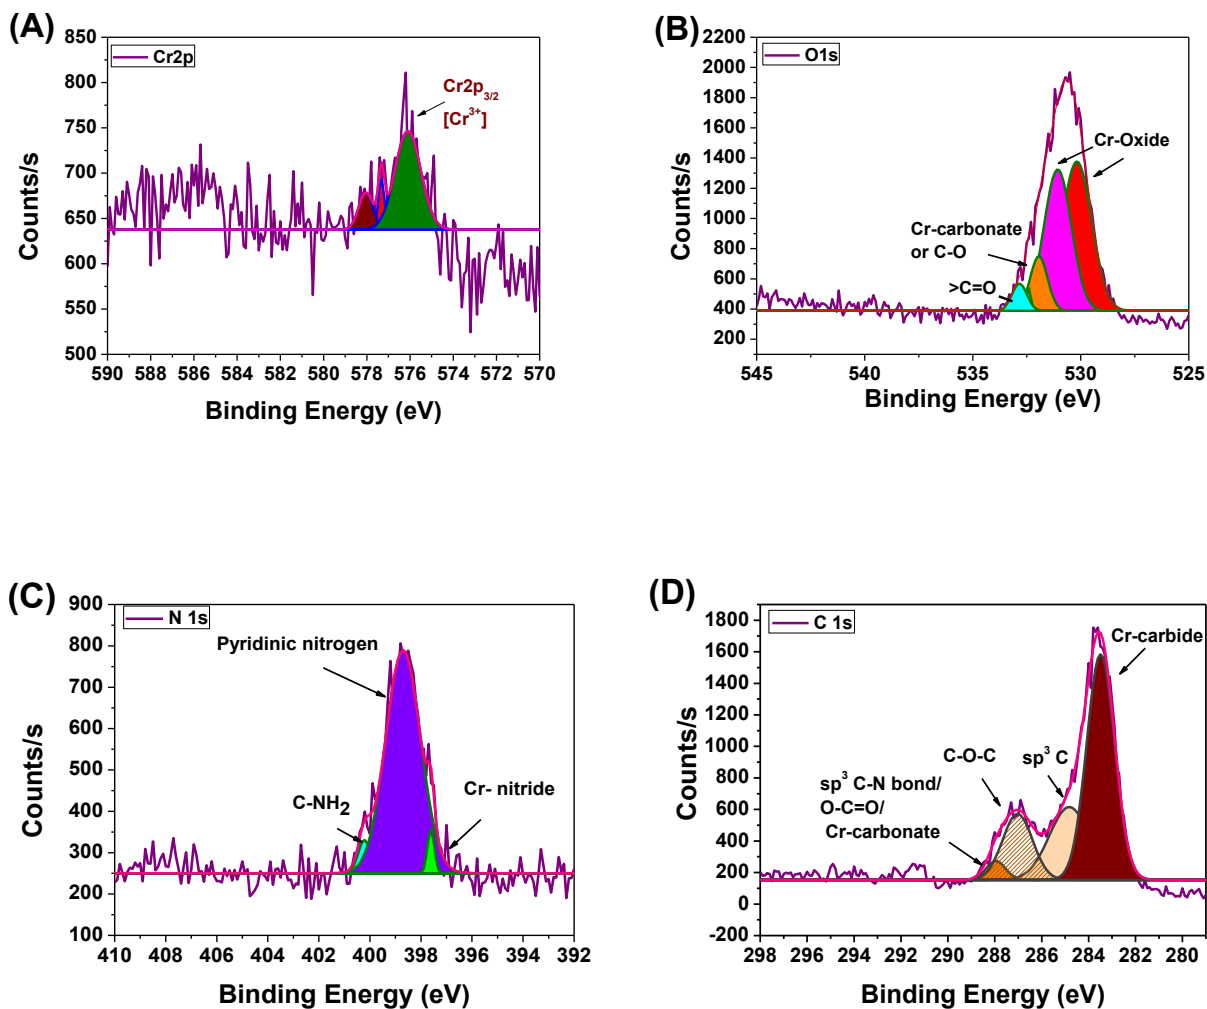 (A)
850
800
750
700
650
600
550
500
Cr2p
Cr2p3/2
[Cr3+]
590 588 586 584 582 580 578 576 574 572 570
Counts/s
Binding Energy (eV)
(B)
2200
2000
1800
1600
1400
1200
1000
800
600
400
200
O1s
Cr-Oxide
Cr-carbonate
or C-O
>C=O
545 540 535 530 525
Counts/s
Binding Energy (eV)
(C)
900
800
700
600
500
400
300
200
100
N 1s
Pyridinic nitrogen
C-NH2
Cr- nitride
410 408 406 404 402 400 398 396 394 392
Counts/s
Binding Energy (eV)
(D)
1800
1600
1400
1200
1000
800
600
400
200
0
-200
C 1s
Cr-carbide
C-O-C
sp3 C
sp3 C-N bond/
O-C=O/
Cr-carbonate
298 296 294 292 290 288 286 284 282 280
Counts/s
Binding Energy (eV)